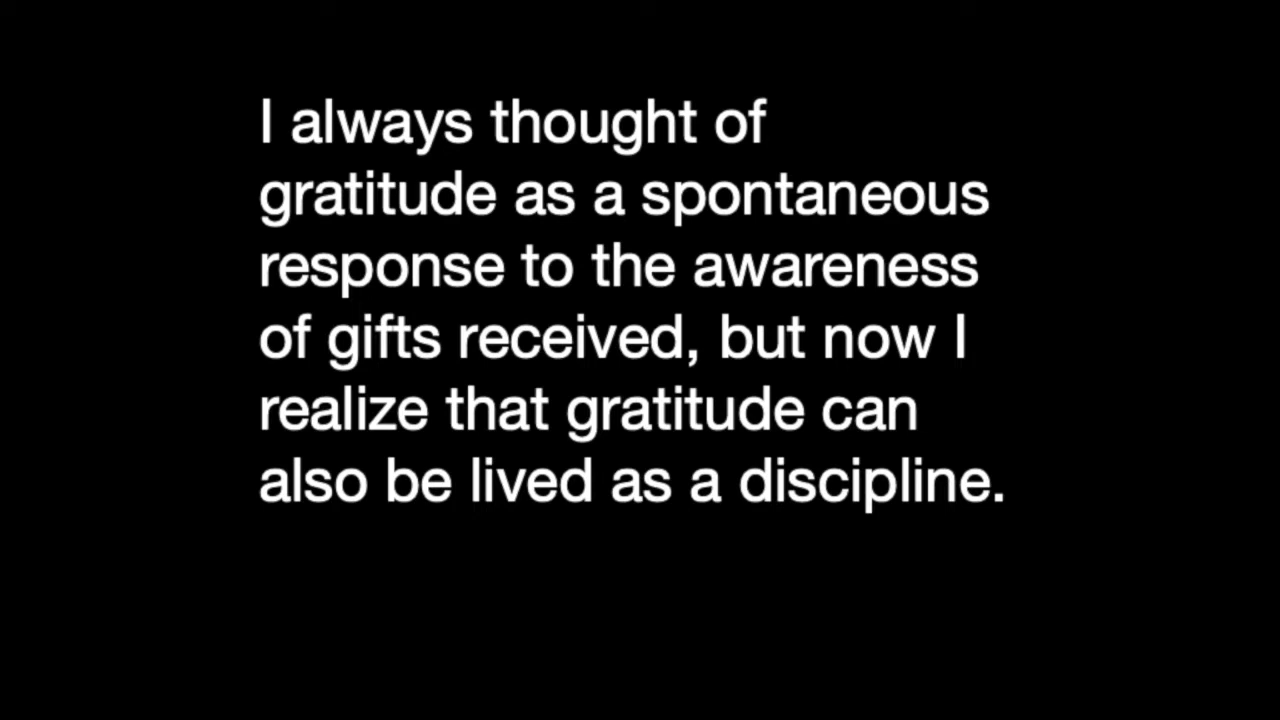 I always thought of
gratitude as a spontaneous
response to the awareness
of gifts received, but now I
realize that gratitude can
also be lived as a discipline.